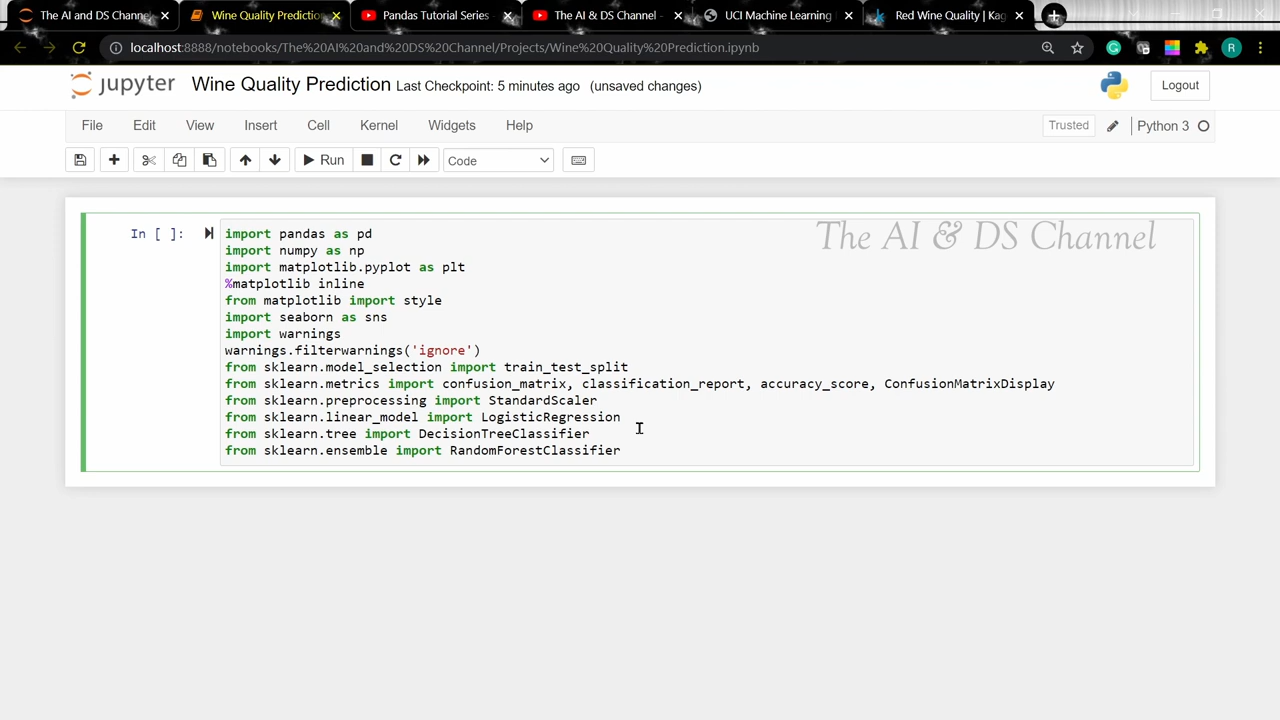 The AI and DS Channe
Wine Quality Prediction
Pandas Tutorial Series -
The AI & DS Channel -
UCI Machine Learning
Red Wine Quality | Kag
localhost:8888/notebooks/The%20AI%20and%20DS%20Channel/Projects/Wine%20Quality%20Prediction.ipynb
R
jupyter
Wine Quality Prediction Last Checkpoint: 5 minutes ago (unsaved changes)
Logout
File Edit View Insert Cell Kernel Widgets Help
Trusted
Python 3
Run
Code
The AI & DS Channel
In [ ]:
import pandas as pd
import numpy as np
import matplotlib.pyplot as plt
%matplotlib inline
from matplotlib import style
import seaborn as sns
import warnings
warnings.filterwarnings('ignore')
from sklearn.model_selection import train_test_split
from sklearn.metrics import confusion_matrix, classification_report, accuracy_score, ConfusionMatrixDisplay
from sklearn.preprocessing import StandardScaler
from sklearn.linear_model import LogisticRegression
from sklearn.tree import DecisionTreeClassifier
from sklearn.ensemble import RandomForestClassifier